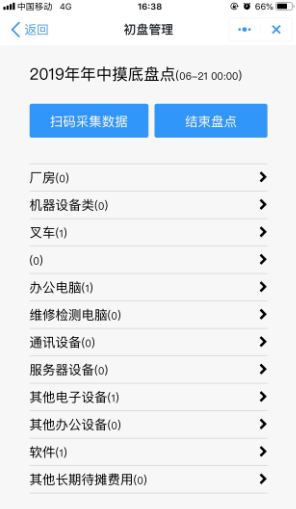 中国移动 4G 16:38 66%
返回 初盘管理
2019年年中摸底盘点(06-21 00:00)
扫码采集数据 结束盘点
厂房(0)
机器设备类(0)
叉车(1)
(0)
办公电脑(1)
维修检测电脑(0)
通讯设备(0)
服务器设备(0)
其他电子设备(1)
其他办公设备(0)
软件(1)
其他长期待摊费用(0)